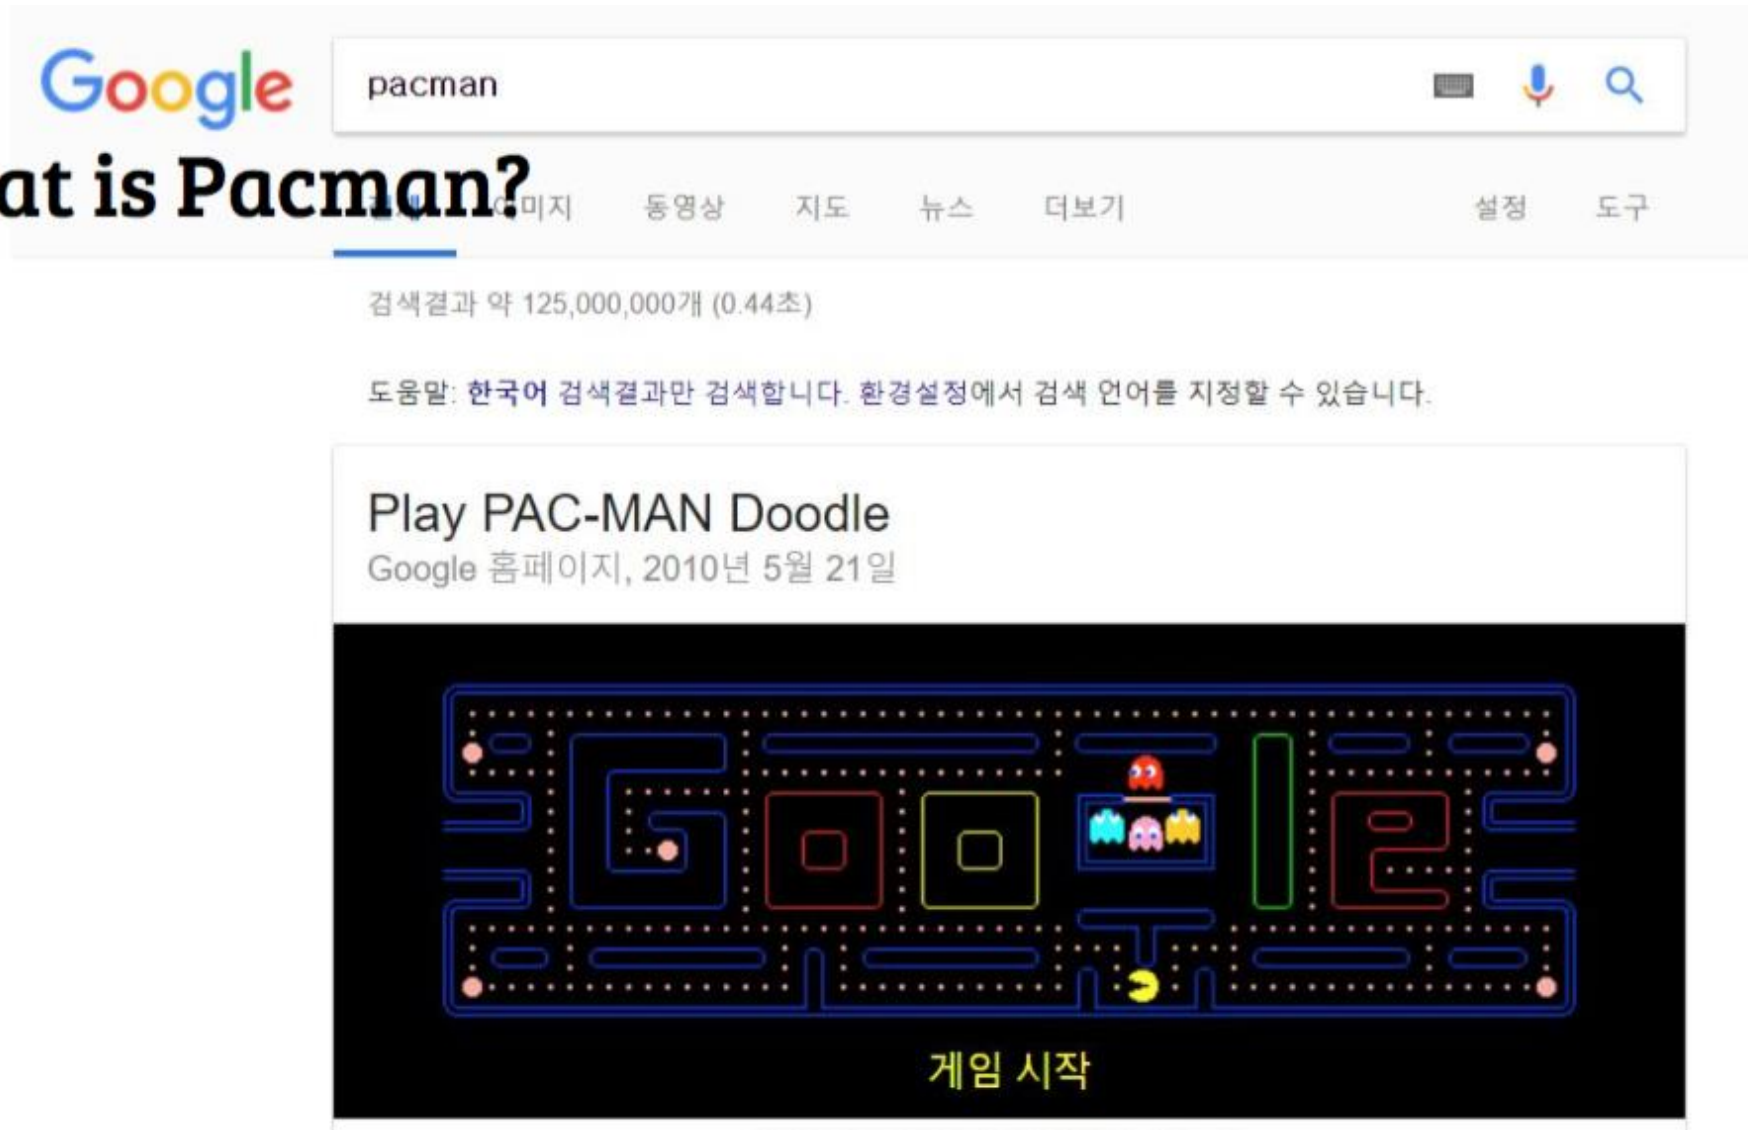 Google pacman
at is Pacman?
이미지 동영상 지도 뉴스 더보기 설정 도구
검색결과 약 125,000,000개 (0.44초)
도움말: 한국어 검색결과만 검색합니다. 환경설정에서 검색 언어를 지정할 수 있습니다.
Play PAC-MAN Doodle
Google 홈페이지, 2010년 5월 21일
게임 시작